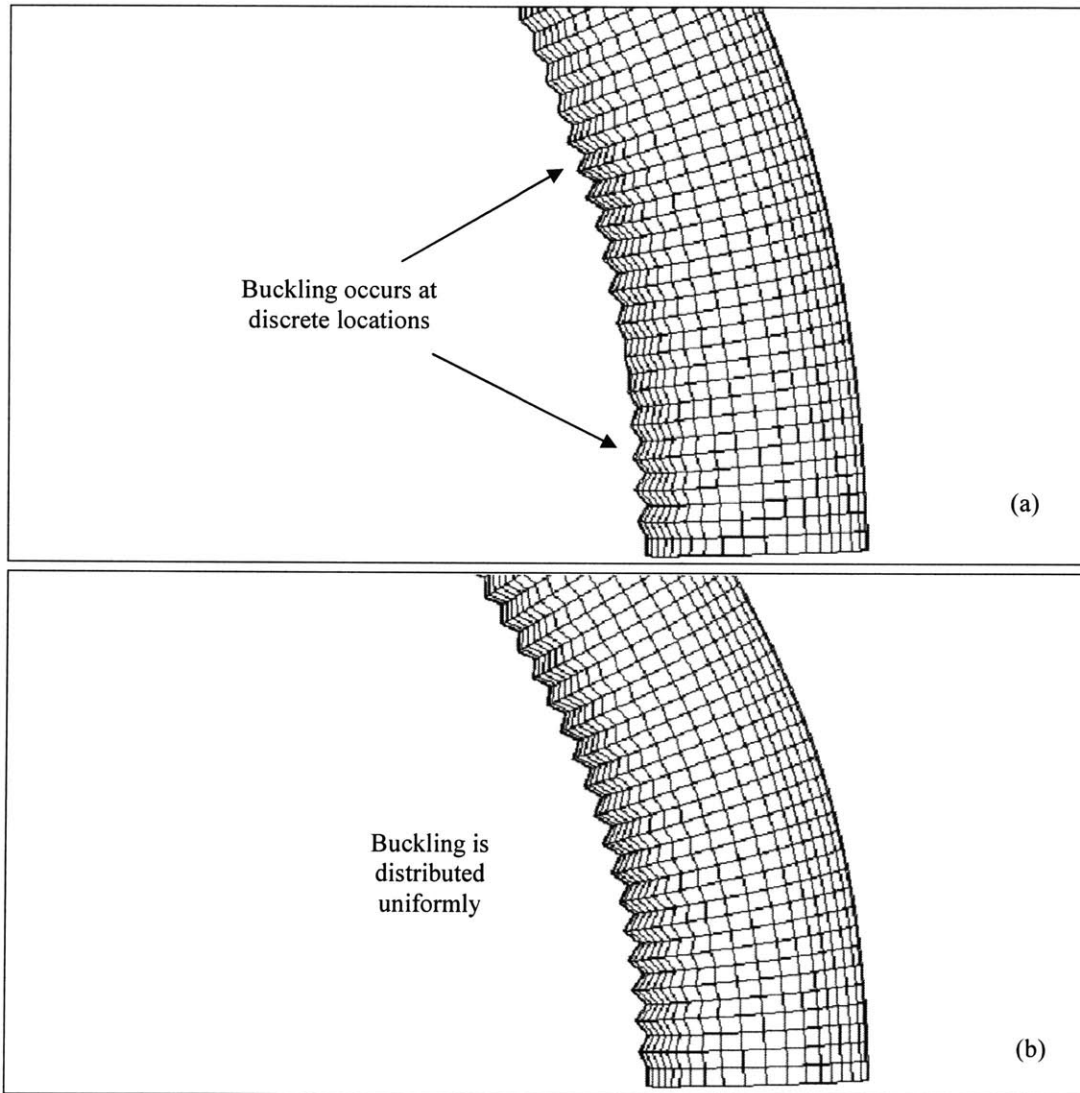 Buckling occurs at
discrete locations
(a)
Buckling is
distributed
uniformly
(b)